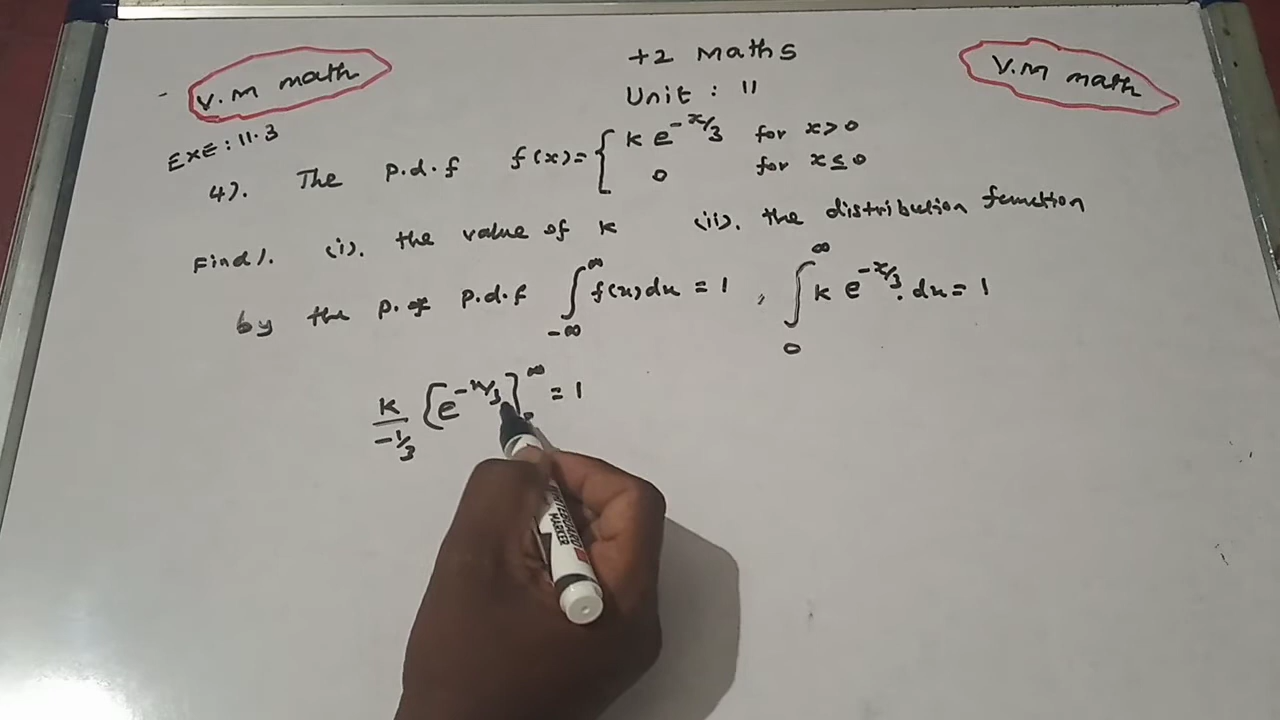 V.M math
+2 Maths
V.M math
Unit : 11
EXE : 11.3
4). The p.d.f f(x) = { k e^{-x/3} for x>0
0 for x≤0
Find). (i). the value of k (ii). the distribution function
by the p. of p.d.f ∫_{-∞}^{∞} f(x) dx = 1 , ∫_{0}^{∞} k e^{-x/3} . dx = 1
k/(-1/3) [e^{-x/3}]_{0}^{∞} = 1
MARKER